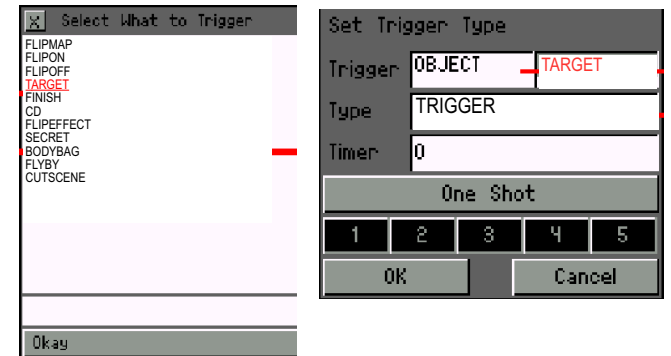 X Select What to Trigger
FLIPMAP
FLIPON
FLIPOFF
TARGET
FINISH
CD
FLIPEFFECT
SECRET
BODYBAG
FLYBY
CUTSCENE
Okay
Set Trigger Type
Trigger OBJECT TARGET
Type TRIGGER
Timer 0
One Shot
1 2 3 4 5
OK Cancel